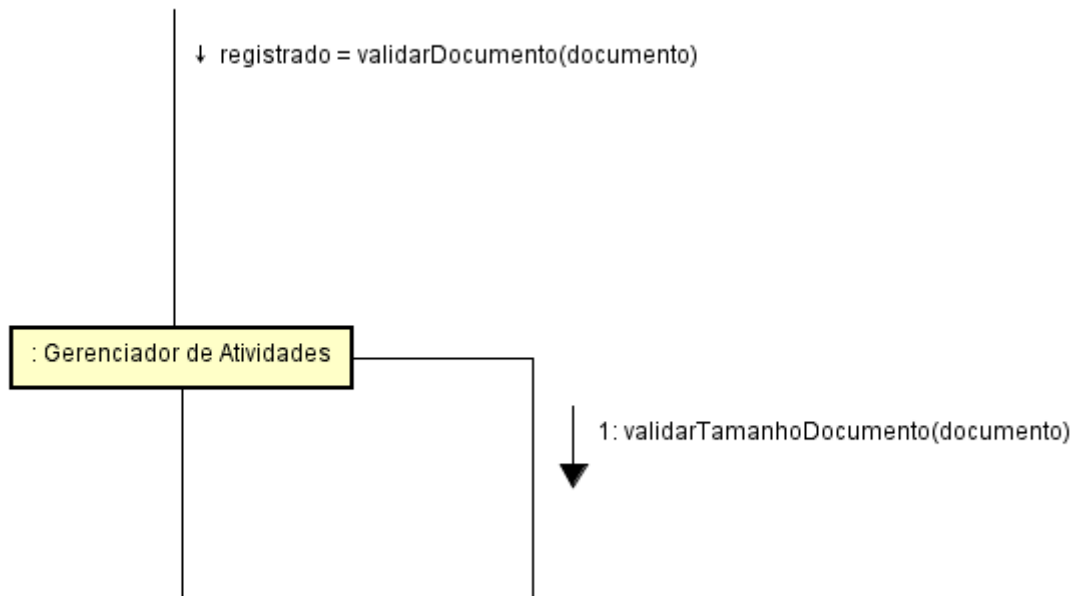 ↓ registrado = validarDocumento(documento)
: Gerenciador de Atividades
1: validarTamanhoDocumento(documento)